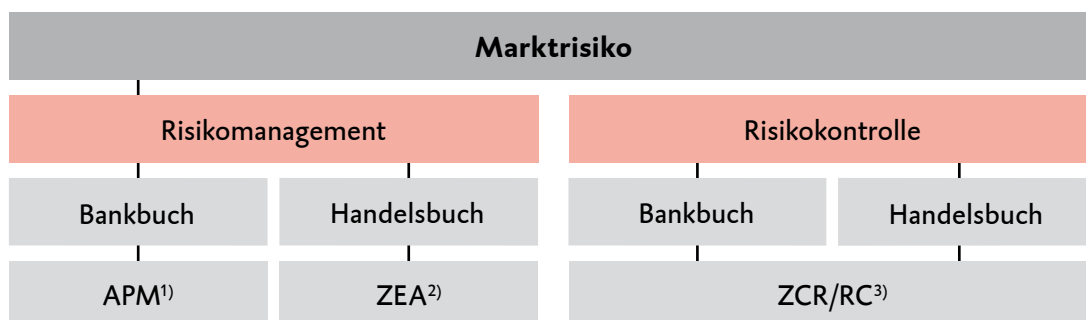 Marktrisiko
Risikomanagement
Risikokontrolle
Bankbuch
Handelsbuch
Bankbuch
Handelsbuch
APM¹⁾
ZEA²⁾
ZCR/RC³⁾